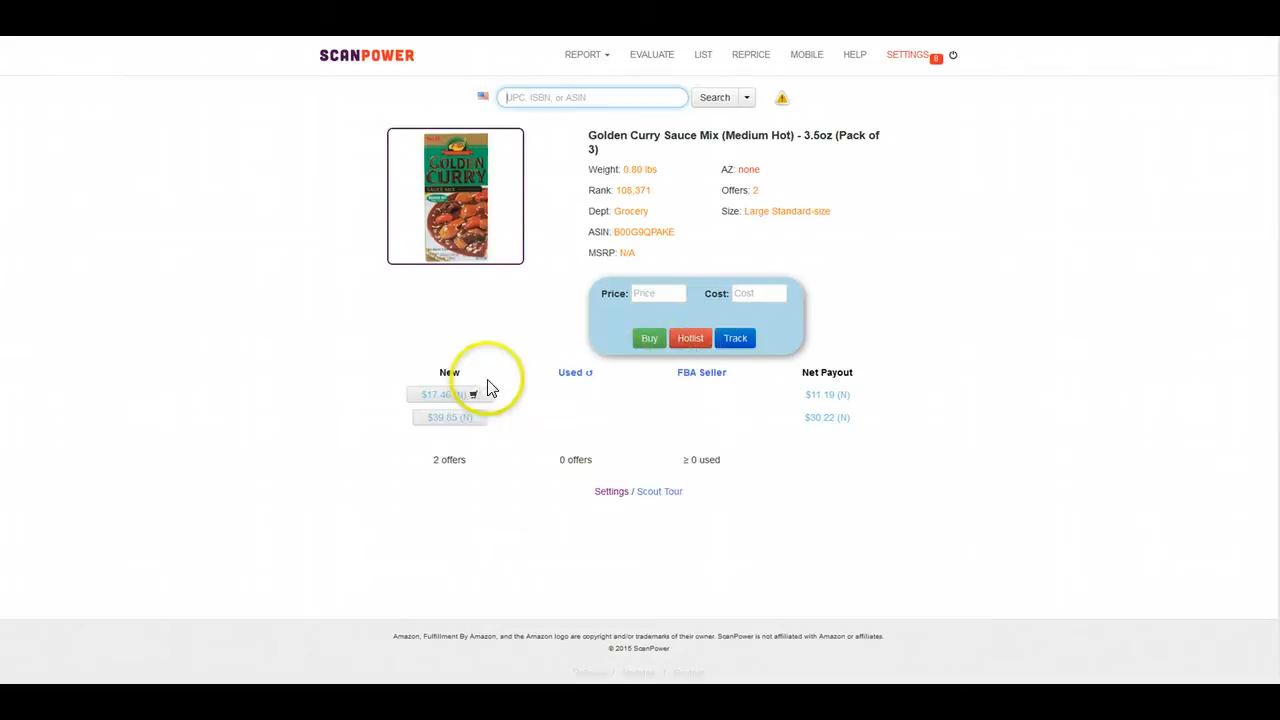 SCANPOWER
REPORT EVALUATE LIST REPRICE MOBILE HELP SETTINGS 8
UPC, ISBN, or ASIN Search
GOLDEN
CURRY
SAUCE MIX
Golden Curry Sauce Mix (Medium Hot) - 3.5oz (Pack of
3)
Weight: 0.80 lbs AZ: none
Rank: 108,371 Offers: 2
Dept: Grocery Size: Large Standard-size
ASIN: B00G9QPAKE
MSRP: N/A
Price: Price Cost: Cost
Buy Hotlist Track
New Used FBA Seller Net Payout
$17.46 (N) $11.19 (N)
$39.85 (N) $30.22 (N)
2 offers 0 offers ≥ 0 used
Settings / Scout Tour
Amazon, Fulfillment By Amazon, and the Amazon logo are copyright and/or trademarks of their owner. ScanPower is not affiliated with Amazon or affiliates.
© 2015 ScanPower